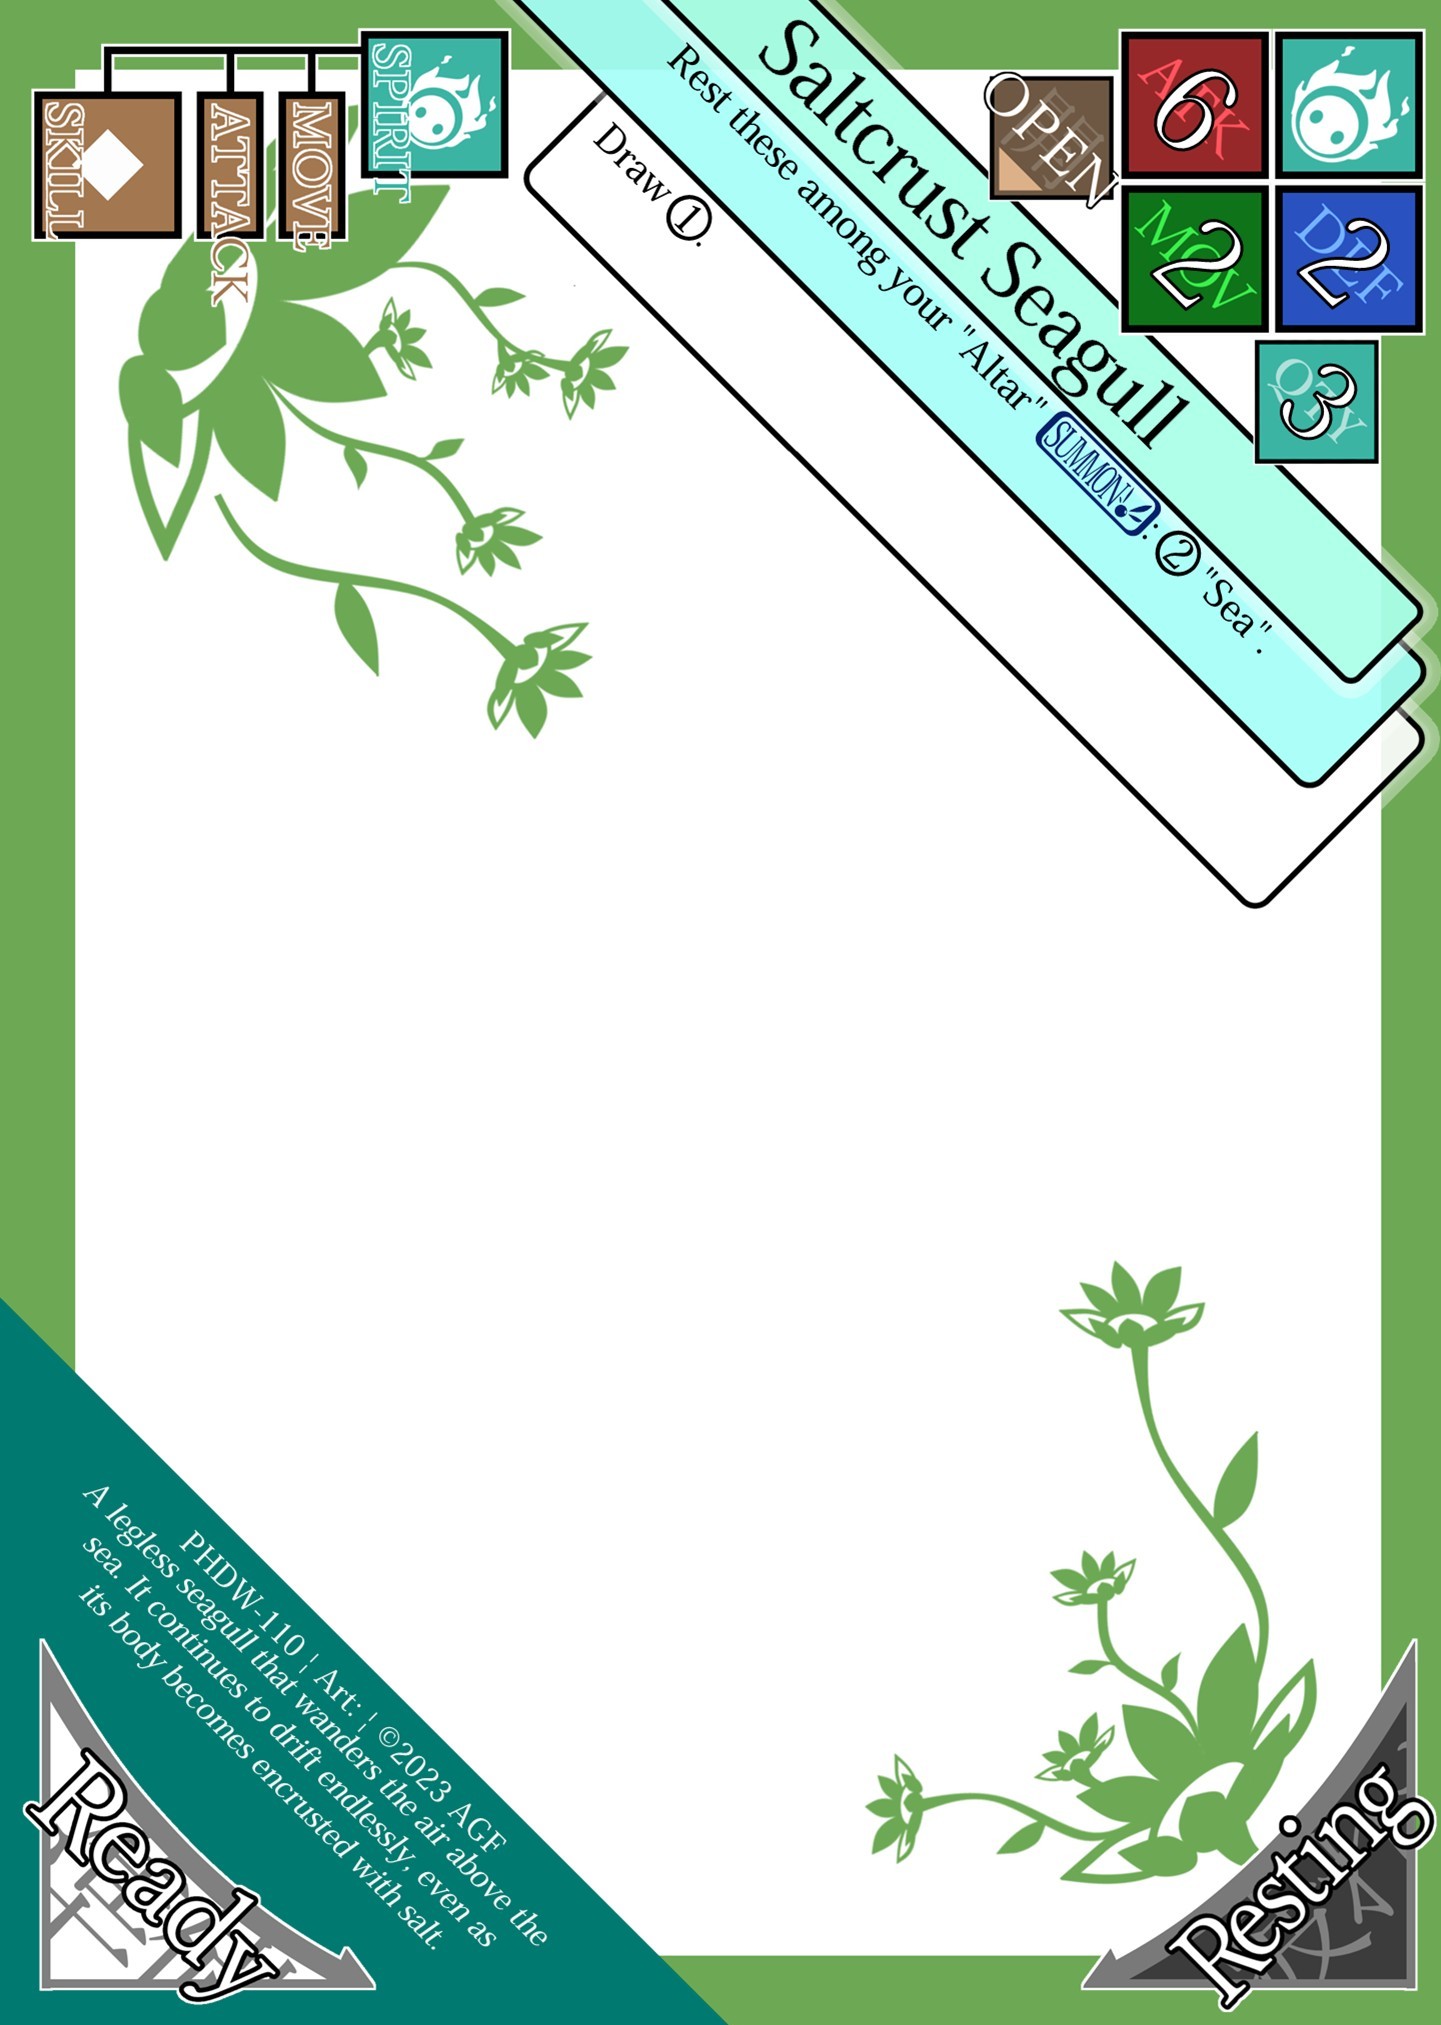 SPIRIT
MOVE
ATTACK
SKILL
Saltcrust Seagull
Rest these among your "Altar" SUMMON: ② "Sea".
Draw ①.
OPEN
ATK 6
MOV 2
DEF 2
QTY 3
PHDW-110 ¦ Art: ¦ ©2023 AGF
A legless seagull that wanders the air above the
sea. It continues to drift endlessly, even as
its body becomes encrusted with salt.
Ready
Resting